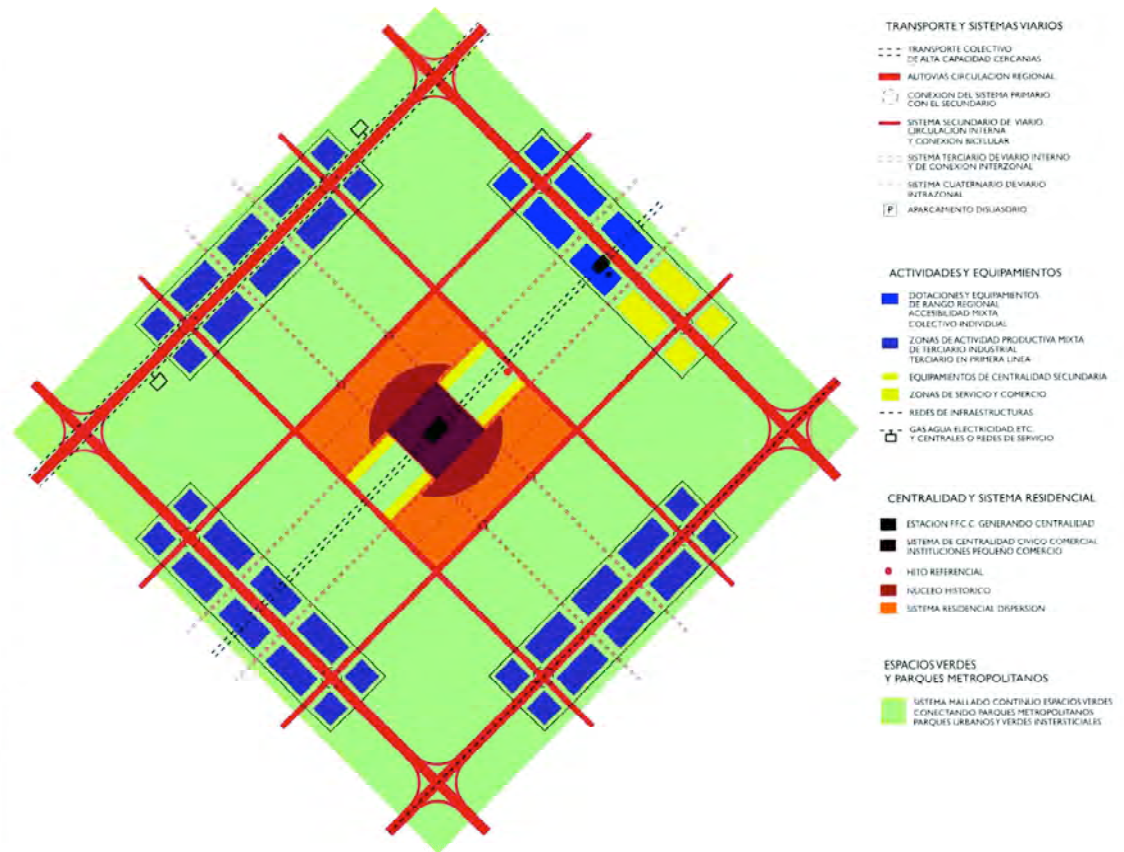 TRANSPORTE Y SISTEMAS VIARIOS
TRANSPORTE COLECTIVO
DE ALTA CAPACIDAD CERCANIAS
AUTOVIAS CIRCULACION REGIONAL
CONEXION DEL SISTEMA PRIMARIO
CON EL SECUNDARIO
SISTEMA SECUNDARIO DE VIARIO
CIRCULACION INTERNA
Y CONEXION BICELULAR
SISTEMA TERCIARIO DE VIARIO INTERNO
Y DE CONEXION INTERZONAL
SISTEMA CUATERNARIO DE VIARIO
INTRAZONAL
P APARCAMIENTO DISUASORIO
ACTIVIDADES Y EQUIPAMIENTOS
DOTACIONES Y EQUIPAMIENTOS
DE RANGO REGIONAL
ACCESIBILIDAD MIXTA
COLECTIVO INDIVIDUAL
ZONAS DE ACTIVIDAD PRODUCTIVA MIXTA
DE TERCIARIO INDUSTRIAL
TERCIARIO EN PRIMERA LINEA
EQUIPAMIENTOS DE CENTRALIDAD SECUNDARIA
ZONAS DE SERVICIO Y COMERCIO
REDES DE INFRAESTRUCTURAS
GAS AGUA ELECTRICIDAD, ETC.
Y CENTRALES O REDES DE SERVICIO
CENTRALIDAD Y SISTEMA RESIDENCIAL
ESTACION FF.C.C. GENERANDO CENTRALIDAD
SISTEMA DE CENTRALIDAD CIVICO COMERCIAL
INSTITUCIONES PEQUEÑO COMERCIO
HITO REFERENCIAL
NUCLEO HISTORICO
SISTEMA RESIDENCIAL DISPERSION
ESPACIOS VERDES
Y PARQUES METROPOLITANOS
SISTEMA MALLADO CONTINUO ESPACIOS VERDES
CONECTANDO PARQUES METROPOLITANOS
PARQUES URBANOS Y VERDES INSTERSTICIALES